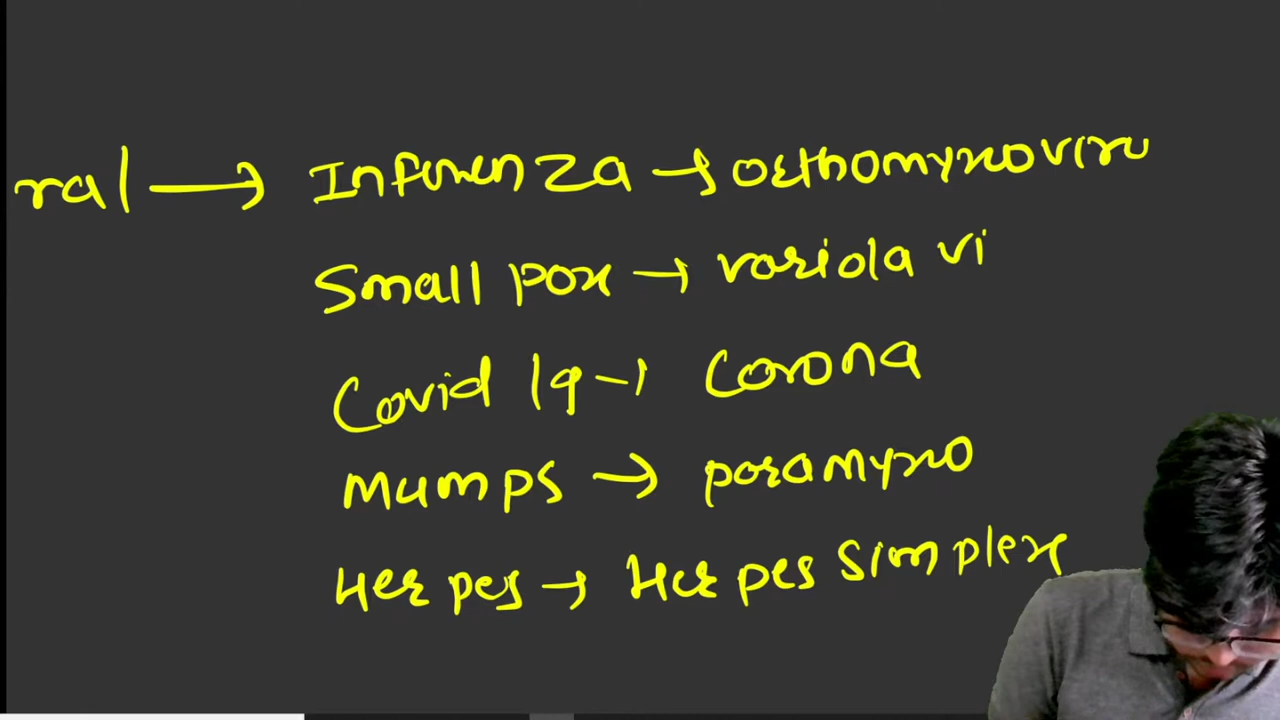 ral → Influenza → orthomyxoviru
Small pox → variola vi
Covid 19 → Corona
Mumps → paramyxo
Herpes → Herpes Simplex